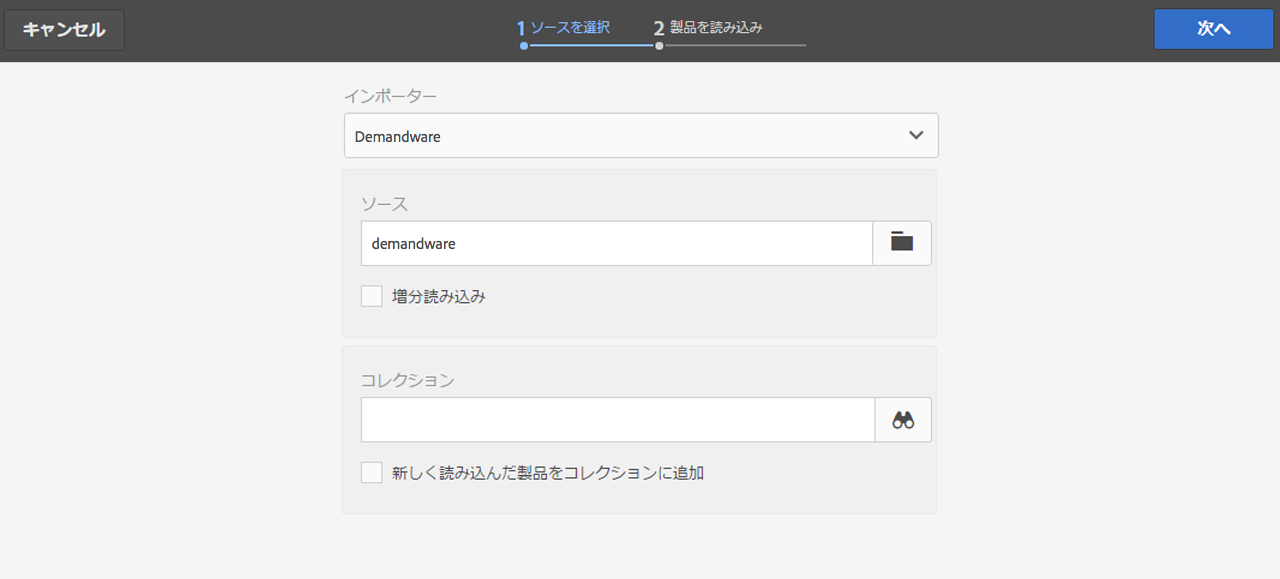 キャンセル
1 ソースを選択
2 製品を読み込み
次へ
インポーター
Demandware
ソース
demandware
増分読み込み
コレクション
新しく読み込んだ製品をコレクションに追加